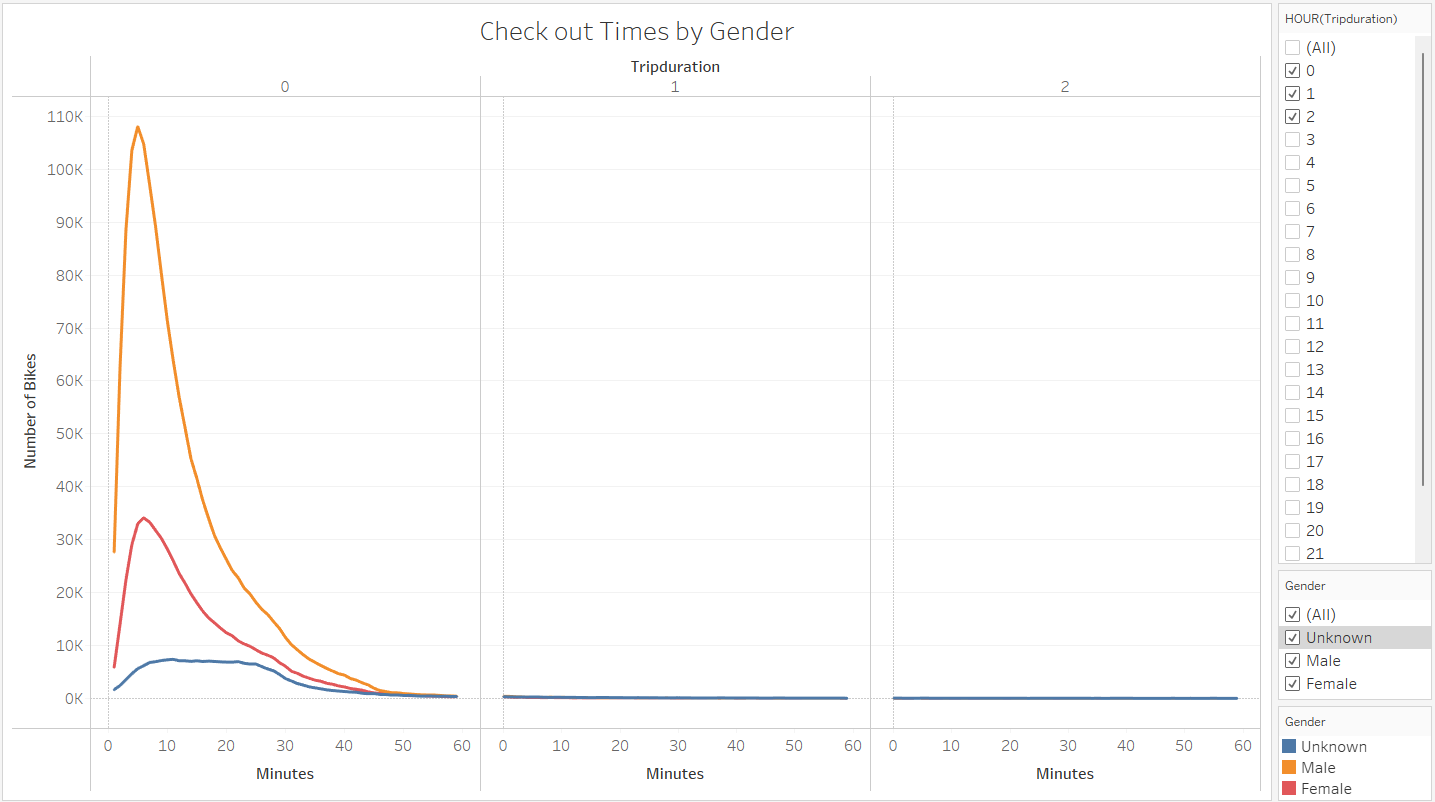 Check out Times by Gender
Tripduration
0 1 2
Number of Bikes
110K
100K
90K
80K
70K
60K
50K
40K
30K
20K
10K
0K
0 10 20 30 40 50 60 0 10 20 30 40 50 60 0 10 20 30 40 50 60
Minutes Minutes Minutes
HOUR(Tripduration)
(All)
0
1
2
3
4
5
6
7
8
9
10
11
12
13
14
15
16
17
18
19
20
21
Gender
(All)
Unknown
Male
Female
Gender
Unknown
Male
Female